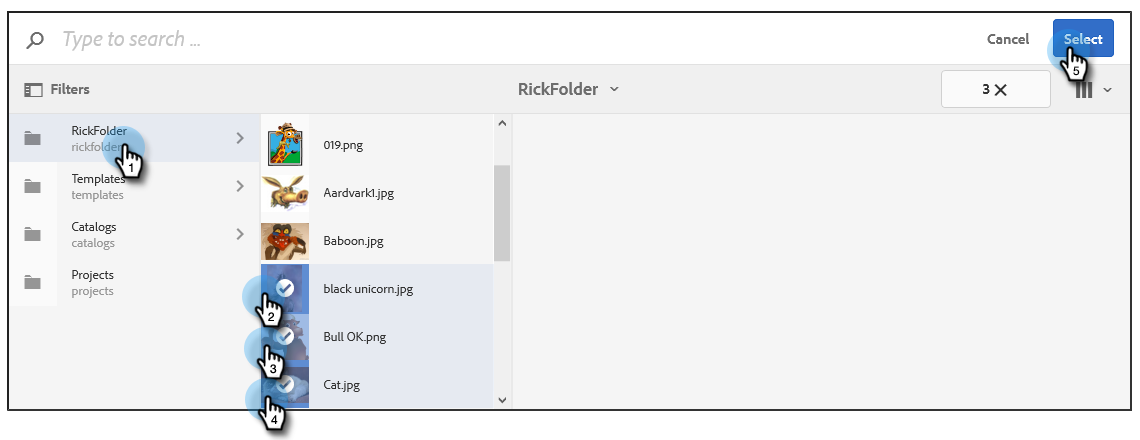 Type to search ...
Cancel
Select
5
Filters
RickFolder
3
RickFolder
rickfolder
1
Templates
templates
Catalogs
catalogs
Projects
projects
019.png
Aardvark1.jpg
Baboon.jpg
black unicorn.jpg
2
Bull OK.png
3
Cat.jpg
4